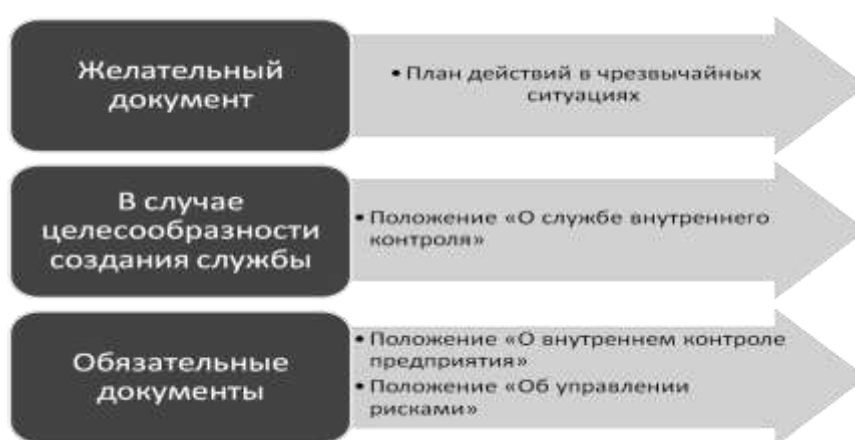 Желательный
документ
• План действий в чрезвычайных
ситуациях
В случае
целесообразности
создания службы
• Положение «О службе внутреннего
контроля»
Обязательные
документы
• Положение «О внутреннем контроле
предприятия»
• Положение «Об управлении
рисками»